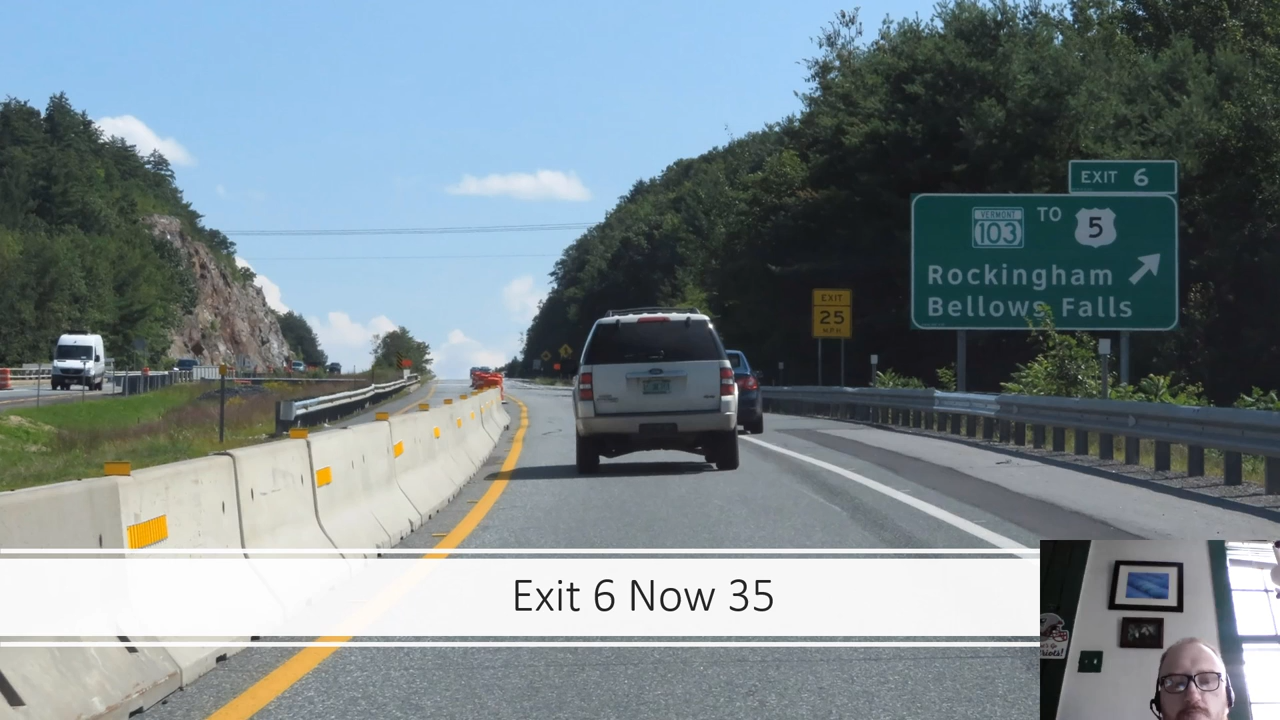 EXIT 6
VERMONT
103 TO 5
Rockingham
Bellows Falls
EXIT
25
MPH
Exit 6 Now 35